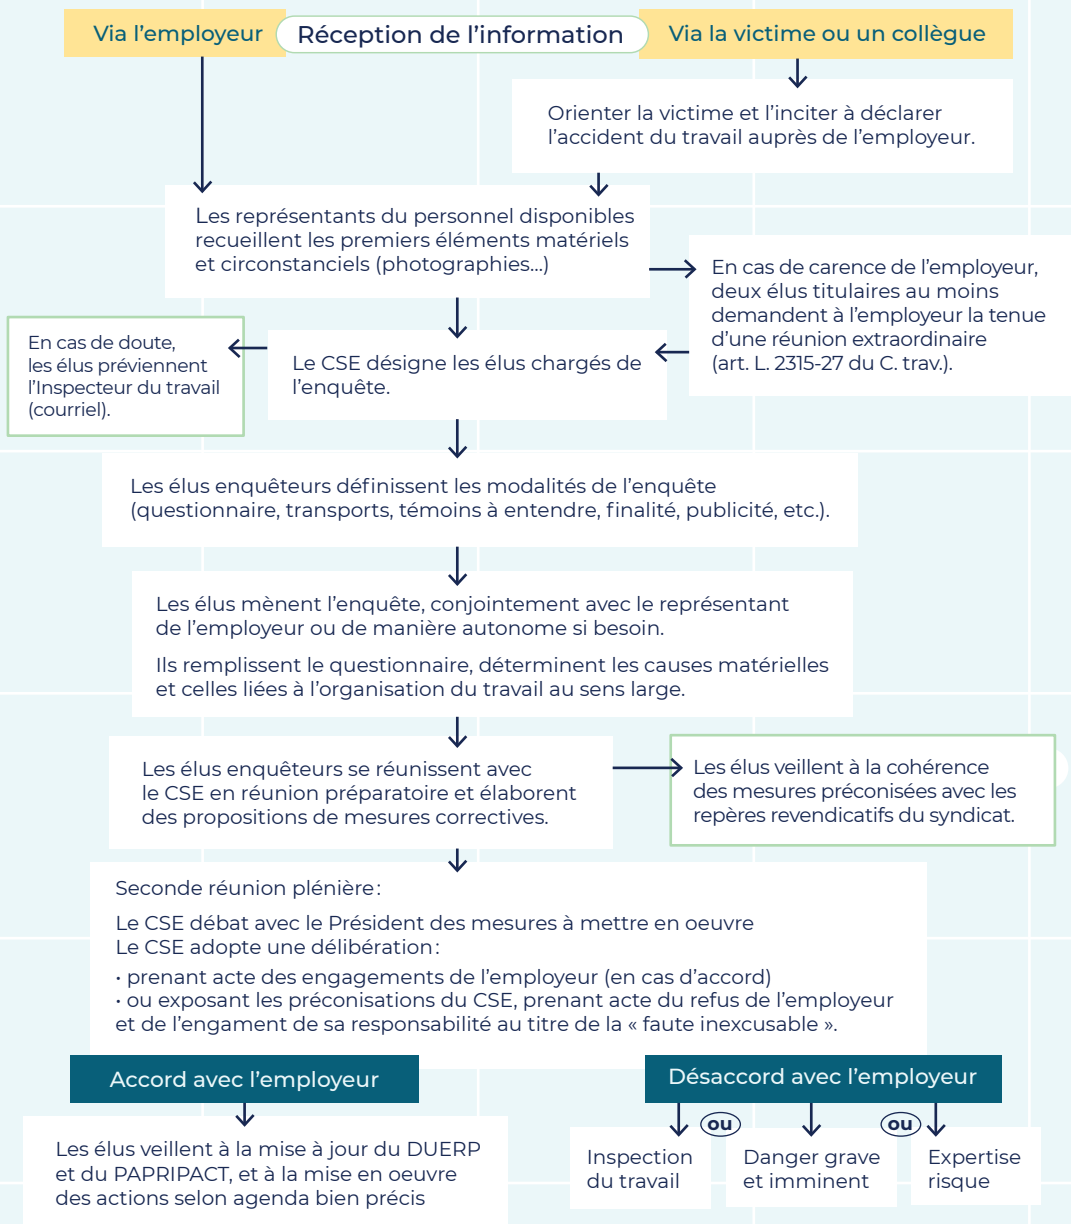 Via l’employeur
Réception de l’information
Via la victime ou un collègue
Orienter la victime et l’inciter à déclarer
l’accident du travail auprès de l’employeur.
Les représentants du personnel disponibles
recueillent les premiers éléments matériels
et circonstanciels (photographies...)
En cas de carence de l’employeur,
deux élus titulaires au moins
demandent à l’employeur la tenue
d’une réunion extraordinaire
(art. L. 2315-27 du C. trav.).
En cas de doute,
les élus préviennent
l’Inspecteur du travail
(courriel).
Le CSE désigne les élus chargés de
l’enquête.
Les élus enquêteurs définissent les modalités de l’enquête
(questionnaire, transports, témoins à entendre, finalité, publicité, etc.).
Les élus mènent l’enquête, conjointement avec le représentant
de l’employeur ou de manière autonome si besoin.
Ils remplissent le questionnaire, déterminent les causes matérielles
et celles liées à l’organisation du travail au sens large.
Les élus enquêteurs se réunissent avec
le CSE en réunion préparatoire et élaborent
des propositions de mesures correctives.
Les élus veillent à la cohérence
des mesures préconisées avec les
repères revendicatifs du syndicat.
Seconde réunion plénière :
Le CSE débat avec le Président des mesures à mettre en oeuvre
Le CSE adopte une délibération :
• prenant acte des engagements de l’employeur (en cas d’accord)
• ou exposant les préconisations du CSE, prenant acte du refus de l’employeur
et de l’engament de sa responsabilité au titre de la « faute inexcusable ».
Accord avec l’employeur
Désaccord avec l’employeur
Les élus veillent à la mise à jour du DUERP
et du PAPRIPACT, et à la mise en oeuvre
des actions selon agenda bien précis
ou
ou
Inspection
du travail
Danger grave
et imminent
Expertise
risque